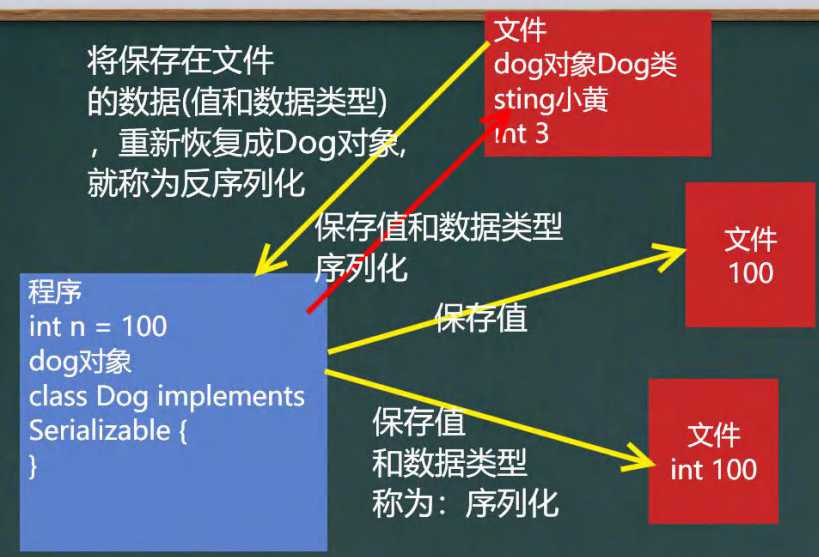 将保存在文件
的数据(值和数据类型)
，重新恢复成Dog对象,
就称为反序列化
文件
dog对象Dog类
sting小黄
int 3
保存值和数据类型
序列化
文件
100
程序
int n = 100
dog对象
class Dog implements
Serializable {
}
保存值
保存值
和数据类型
称为：序列化
文件
int 100